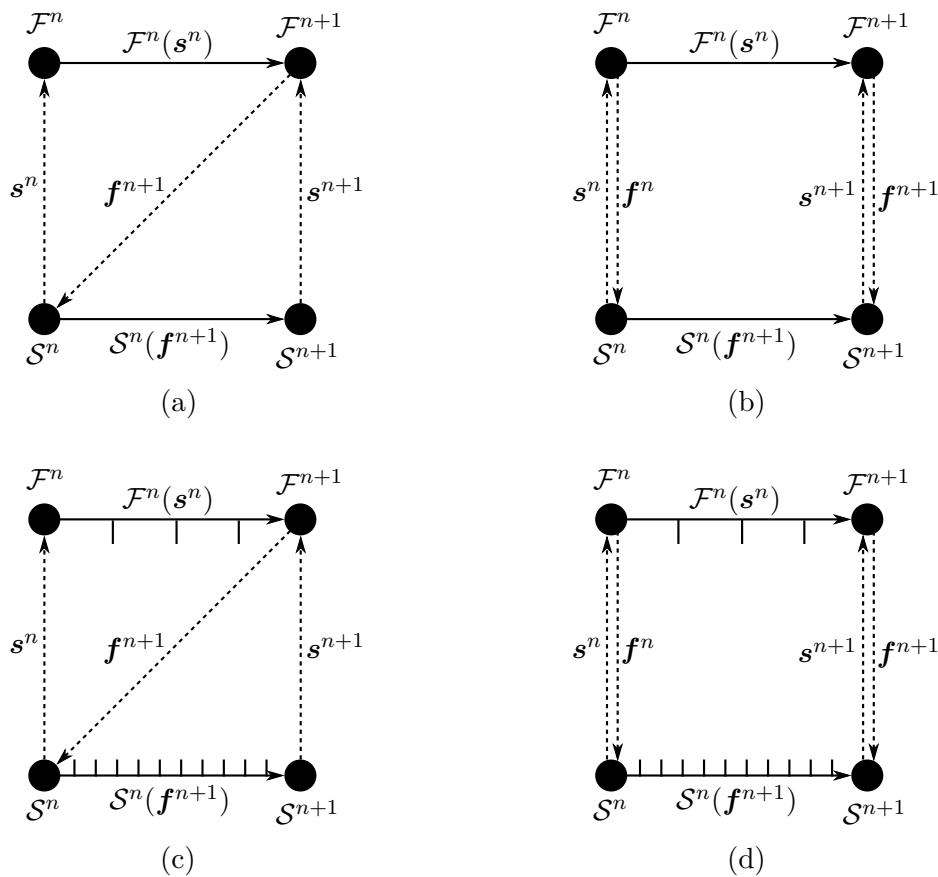 𝓕ⁿ 𝓕ⁿ⁺¹ 𝓕ⁿ 𝓕ⁿ⁺¹
𝓕ⁿ(𝒔ⁿ) 𝓕ⁿ(𝒔ⁿ)
𝒔ⁿ 𝒇ⁿ⁺¹ 𝒔ⁿ⁺¹ 𝒔ⁿ 𝒇ⁿ 𝒔ⁿ⁺¹ 𝒇ⁿ⁺¹
𝓢ⁿ 𝓢ⁿ(𝒇ⁿ⁺¹) 𝓢ⁿ⁺¹ 𝓢ⁿ 𝓢ⁿ(𝒇ⁿ⁺¹) 𝓢ⁿ⁺¹
(a) (b)
𝓕ⁿ 𝓕ⁿ⁺¹ 𝓕ⁿ 𝓕ⁿ⁺¹
𝓕ⁿ(𝒔ⁿ) 𝓕ⁿ(𝒔ⁿ)
𝒔ⁿ 𝒇ⁿ⁺¹ 𝒔ⁿ⁺¹ 𝒔ⁿ 𝒇ⁿ 𝒔ⁿ⁺¹ 𝒇ⁿ⁺¹
𝓢ⁿ 𝓢ⁿ(𝒇ⁿ⁺¹) 𝓢ⁿ⁺¹ 𝓢ⁿ 𝓢ⁿ(𝒇ⁿ⁺¹) 𝓢ⁿ⁺¹
(c) (d)